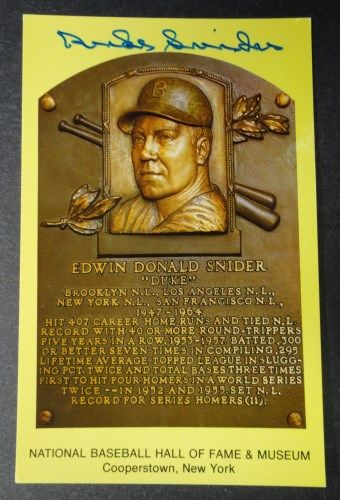 Duke Snider
B
EDWIN DONALD SNIDER
"DUKE"
BROOKLYN N.L., LOS ANGELES N.L.,
NEW YORK N.L., SAN FRANCISCO N.L.,
1947-1964
HIT 407 CAREER HOME RUNS AND TIED N.L.
RECORD WITH 40 OR MORE ROUND-TRIPPERS
FIVE YEARS IN A ROW, 1953-1957 BATTED .300
OR BETTER SEVEN TIMES IN COMPILING .295
LIFETIME AVERAGE. TOPPED LEAGUE IN SLUGG-
ING PCT. TWICE AND TOTAL BASES THREE TIMES
FIRST TO HIT FOUR HOMERS IN A WORLD SERIES
TWICE -- IN 1952 AND 1955. SET N.L.
RECORD FOR SERIES HOMERS (11).
NATIONAL BASEBALL HALL OF FAME & MUSEUM
Cooperstown, New York